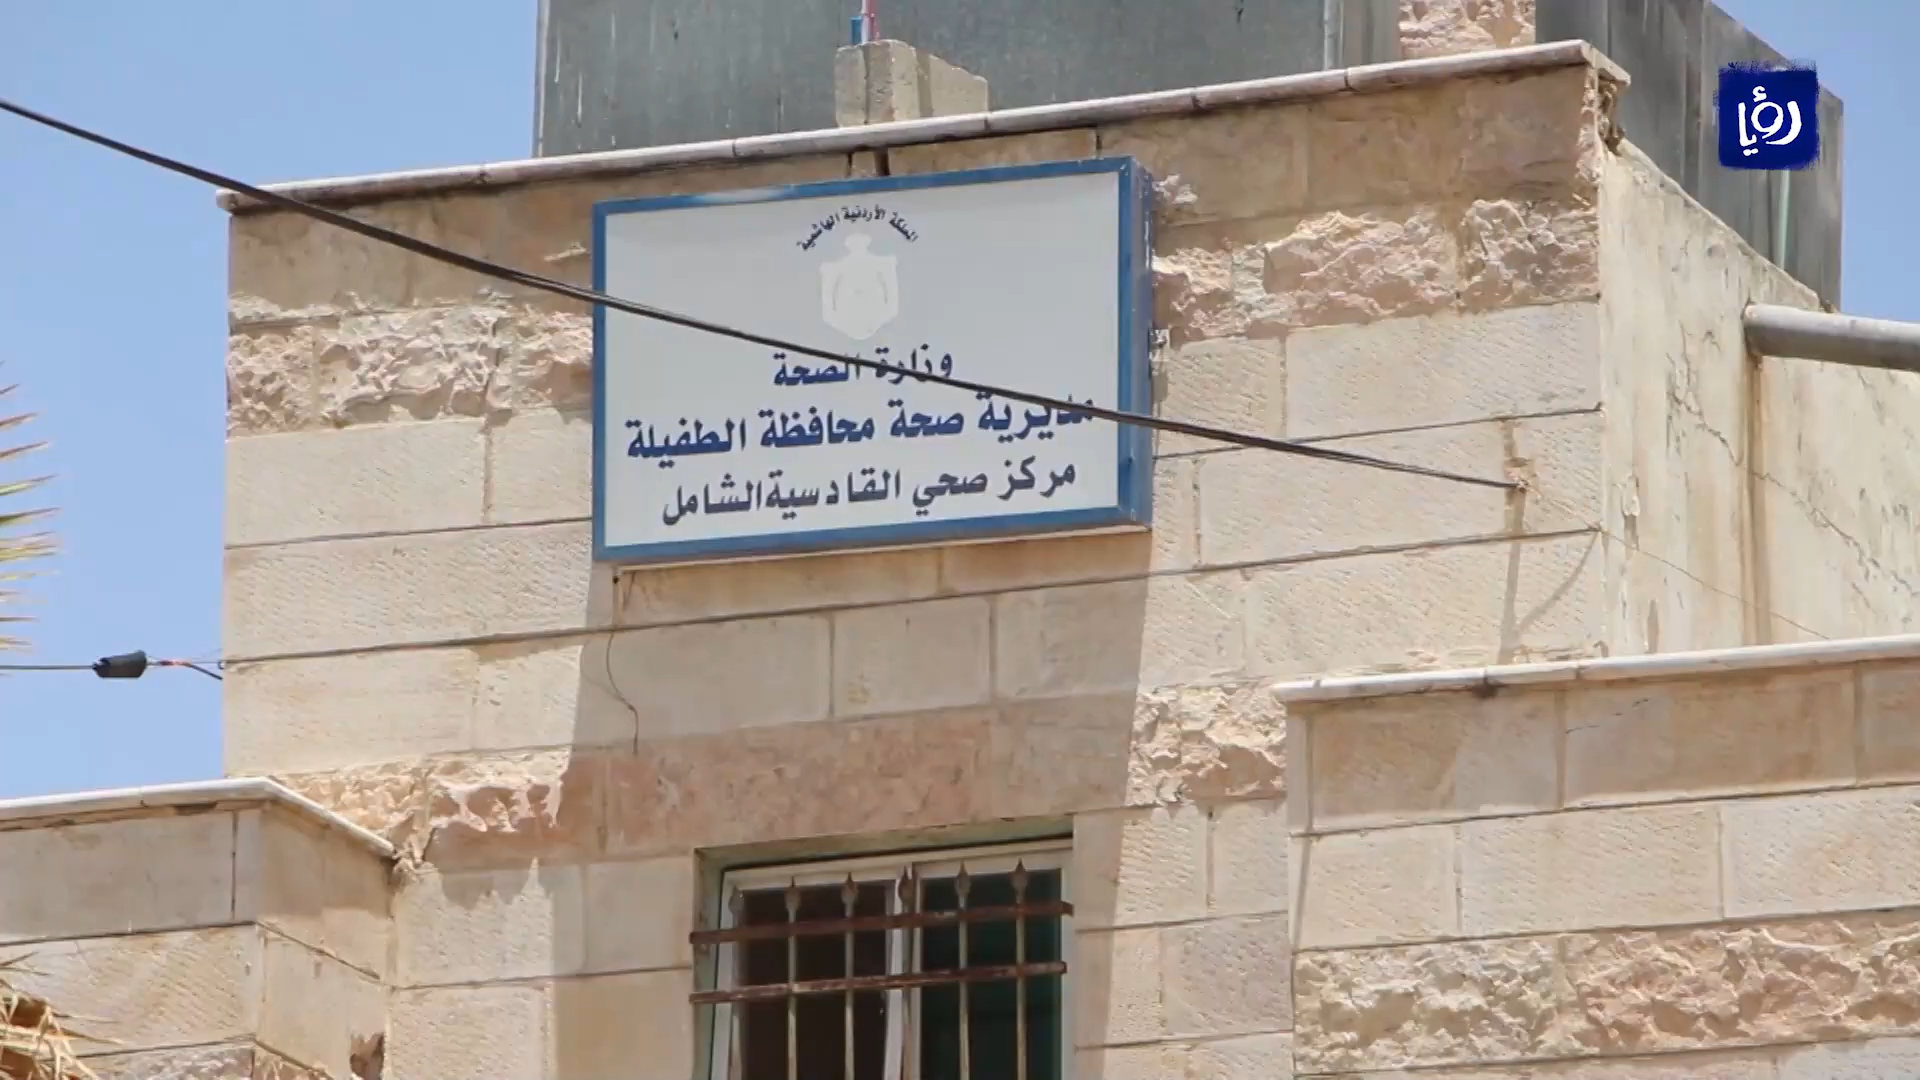 رؤيا
المملكة الأردنية الهاشمية
وزارة الصحة
مديرية صحة محافظة الطفيلة
مركز صحي القادسية الشامل